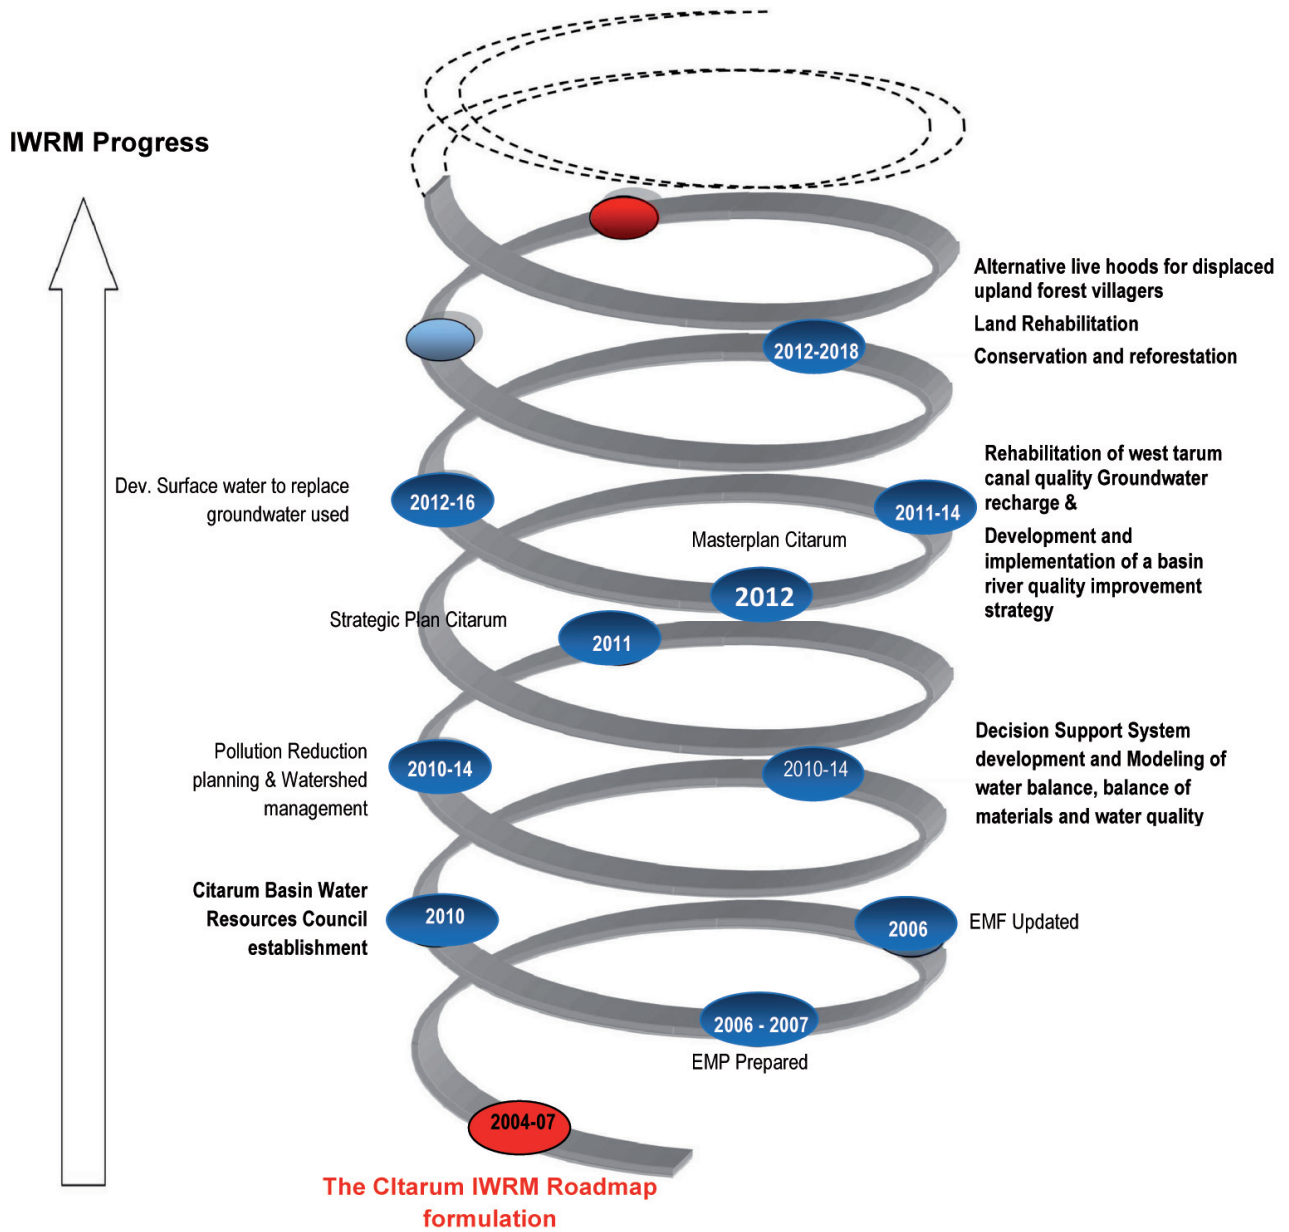 IWRM Progress
Alternative live hoods for displaced
upland forest villagers
Land Rehabilitation
Conservation and reforestation
2012-2018
Rehabilitation of west tarum
canal quality Groundwater
recharge &
Development and
implementation of a basin
river quality improvement
strategy
2011-14
Dev. Surface water to replace
groundwater used
2012-16
Masterplan Citarum
2012
Strategic Plan Citarum
2011
Pollution Reduction
planning & Watershed
management
2010-14
2010-14
Decision Support System
development and Modeling of
water balance, balance of
materials and water quality
Citarum Basin Water
Resources Council
establishment
2010
2006
EMF Updated
2006 - 2007
EMP Prepared
2004-07
The CItarum IWRM Roadmap
formulation